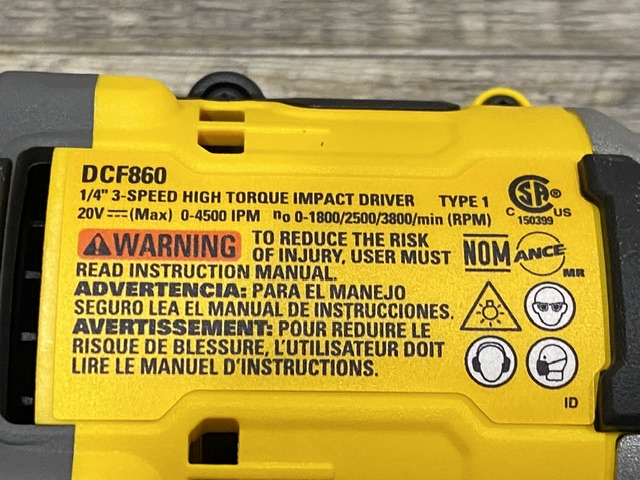 DCF860
1/4" 3-SPEED HIGH TORQUE IMPACT DRIVER TYPE 1
20V ⎓ (Max) 0-4500 IPM no 0-1800/2500/3800/min (RPM)
CSA
C US
150399
WARNING TO REDUCE THE RISK
OF INJURY, USER MUST
READ INSTRUCTION MANUAL.
ADVERTENCIA: PARA EL MANEJO
SEGURO LEA EL MANUAL DE INSTRUCCIONES.
AVERTISSEMENT: POUR RÉDUIRE LE
RISQUE DE BLESSURE, L'UTILISATEUR DOIT
LIRE LE MANUEL D'INSTRUCTIONS.
NOM ANCE
MR
ID